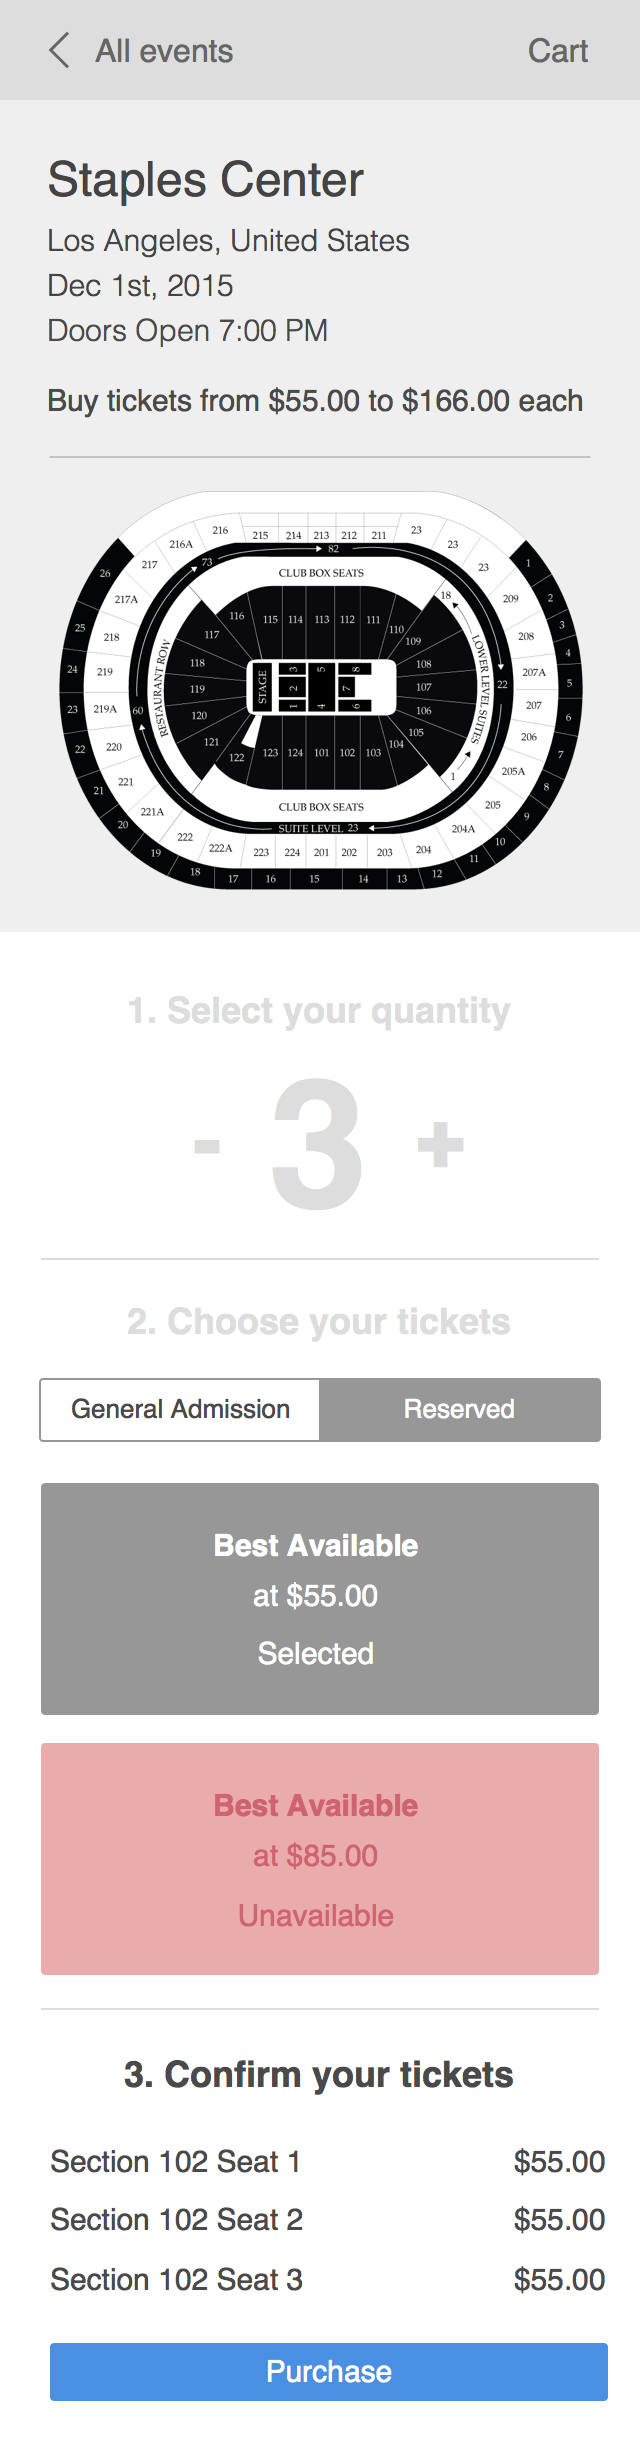 All events
Cart
Staples Center
Los Angeles, United States
Dec 1st, 2015
Doors Open 7:00 PM
Buy tickets from $55.00 to $166.00 each
216 215 214 213 212 211 23
216A 82 23
217 73 23 1
26 CLUB BOX SEATS
217A 18 209 2
116 115 114 113 112 111 110
25 218 117 109 208 3
118 108 4
24 219 119 107 207A 5
RESTAURANT ROW
STAGE
3 5 8
2 7
1 4 6
LOWER LEVEL SUITES
22
23 219A 60 120 106 207 6
22 220 121 105 206 7
122 123 124 101 102 103 104
21 221 1 205A 8
20 221A CLUB BOX SEATS 205 9
SUITE LEVEL 23
19 222 222A 223 224 201 202 203 204 204A 10
18 17 16 15 14 13 12 11
1. Select your quantity
- 3 +
2. Choose your tickets
General Admission
Reserved
Best Available
at $55.00
Selected
Best Available
at $85.00
Unavailable
3. Confirm your tickets
Section 102 Seat 1 $55.00
Section 102 Seat 2 $55.00
Section 102 Seat 3 $55.00
Purchase